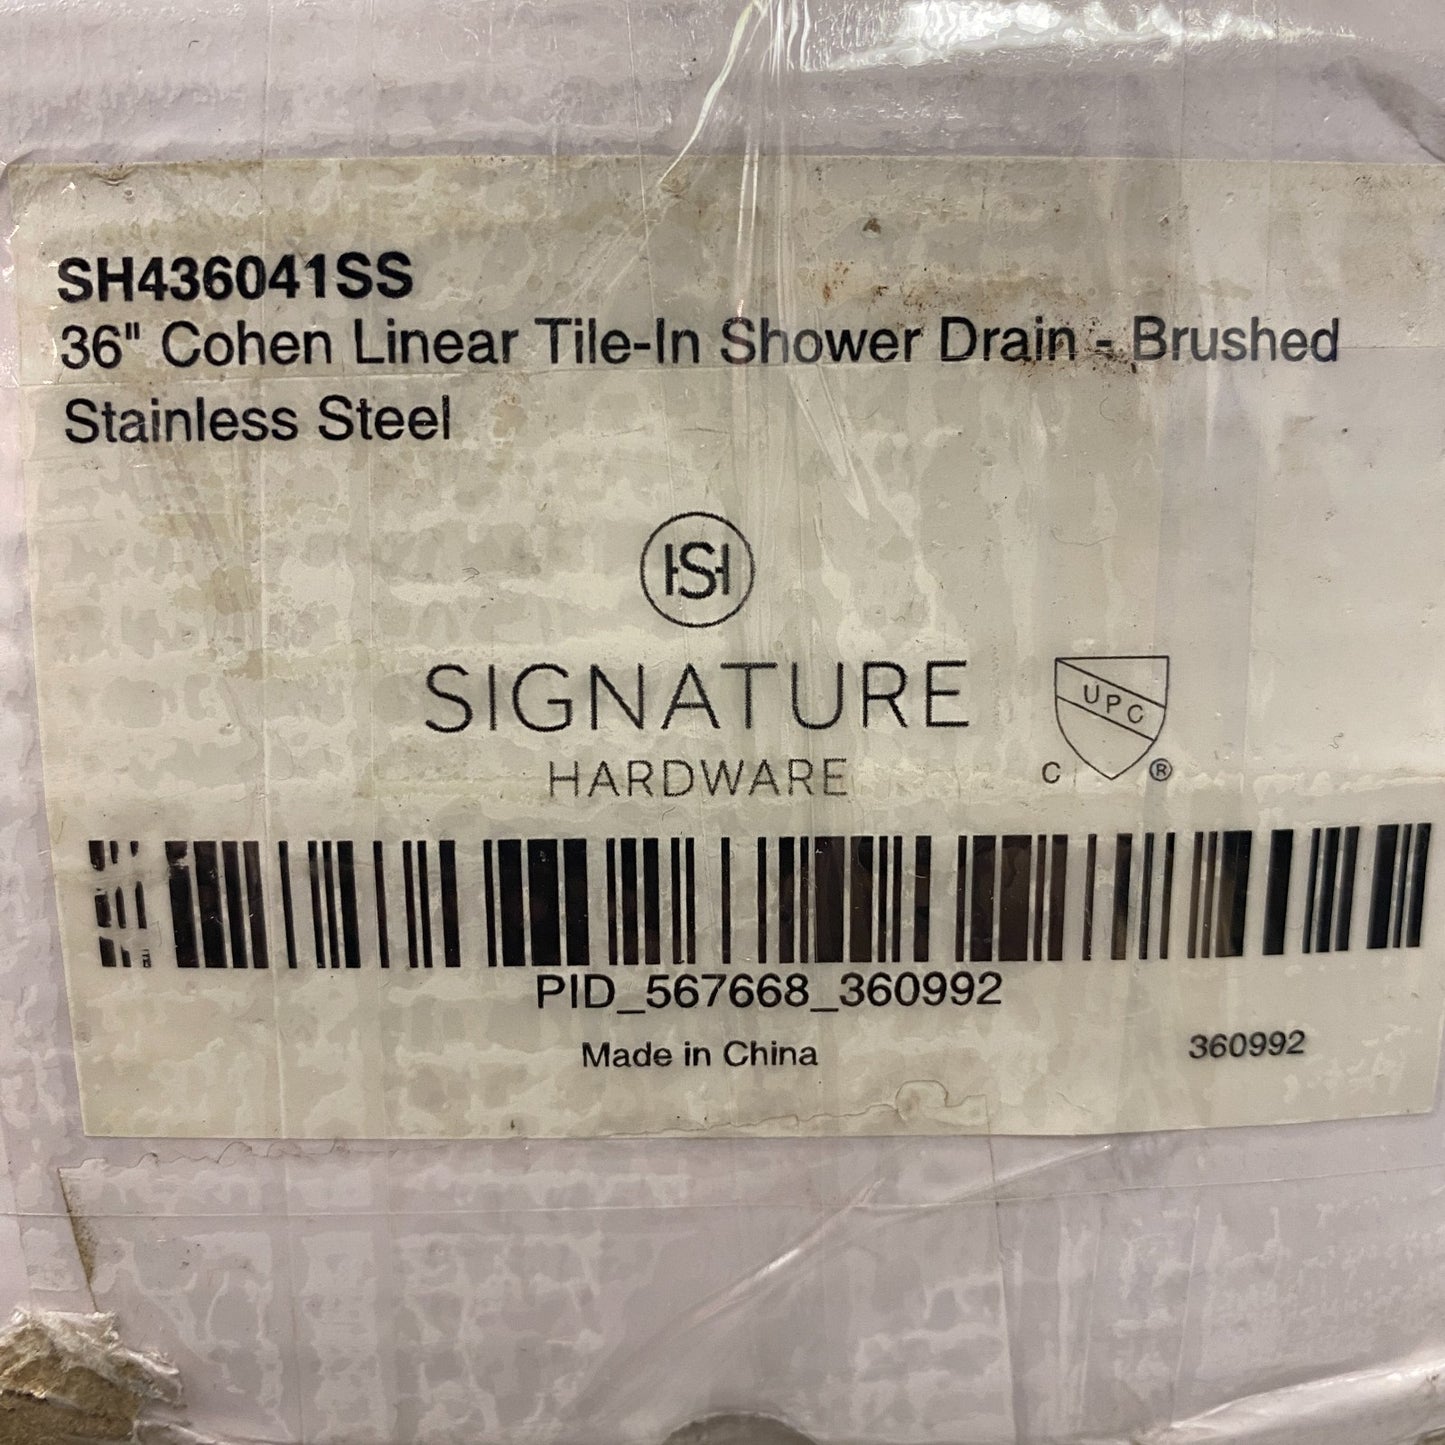 SH436041SS
36" Cohen Linear Tile-In Shower Drain - Brushed
Stainless Steel
HSH
SIGNATURE
HARDWARE
UPC
C ®
PID_567668_360992
Made in China
360992